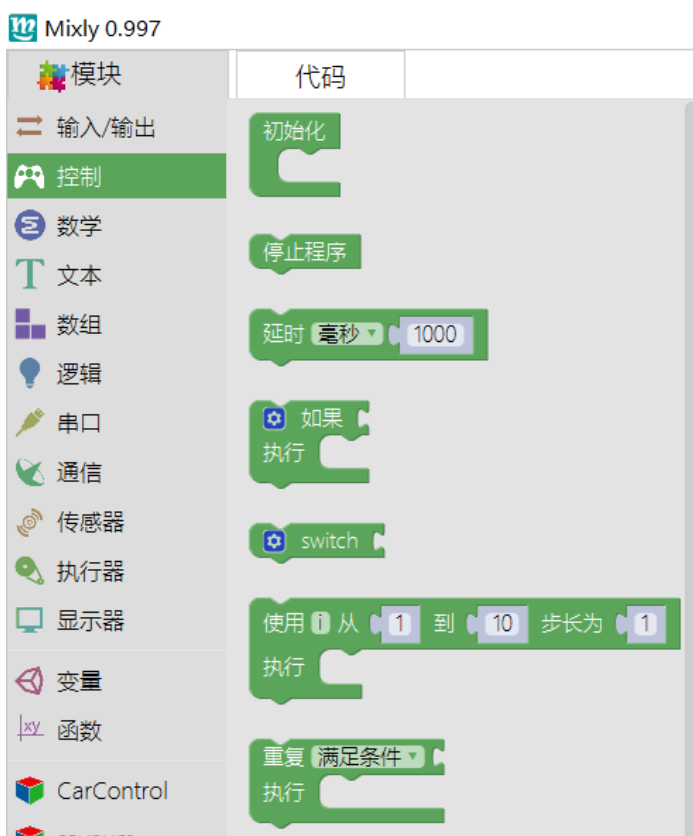 Mixly 0.997
模块
代码
输入/输出
控制
数学
文本
数组
逻辑
串口
通信
传感器
执行器
显示器
变量
函数
CarControl
初始化
停止程序
延时 毫秒 1000
如果
执行
switch
使用 i 从 1 到 10 步长为 1
执行
重复 满足条件
执行